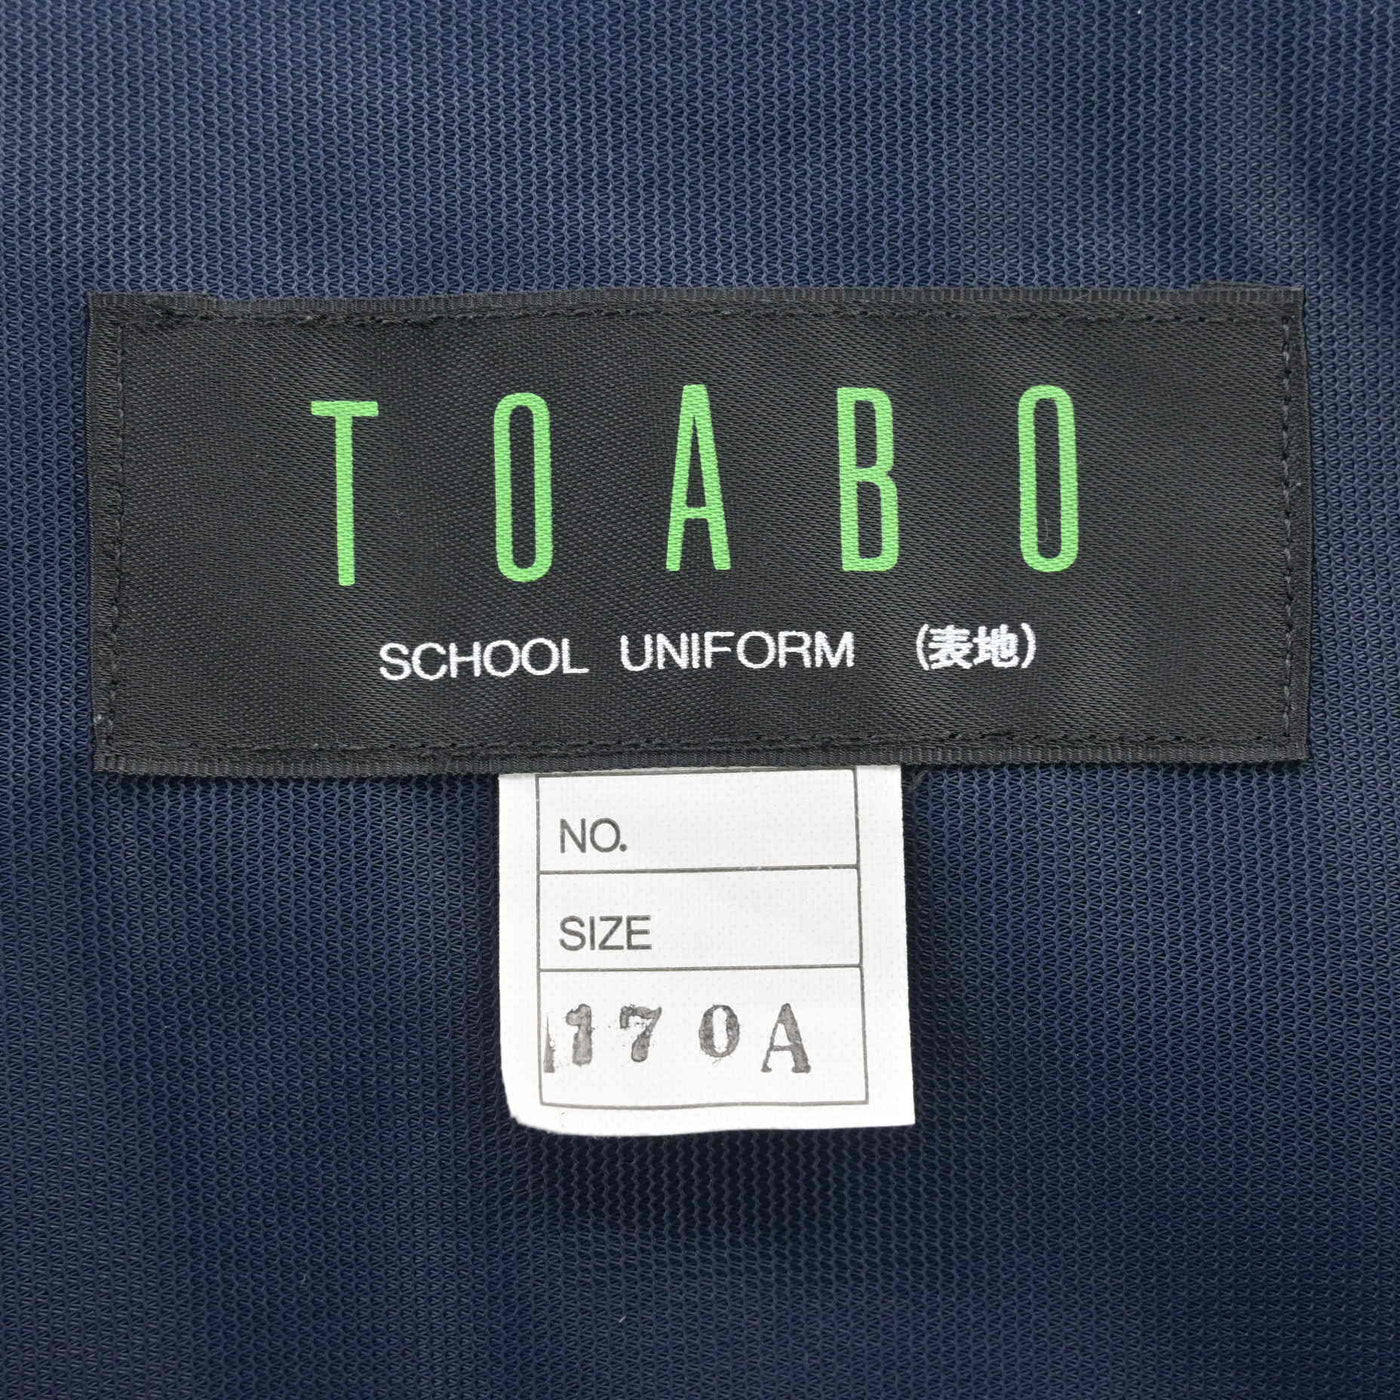 TOABO
SCHOOL UNIFORM (表地)
NO.
SIZE
170A